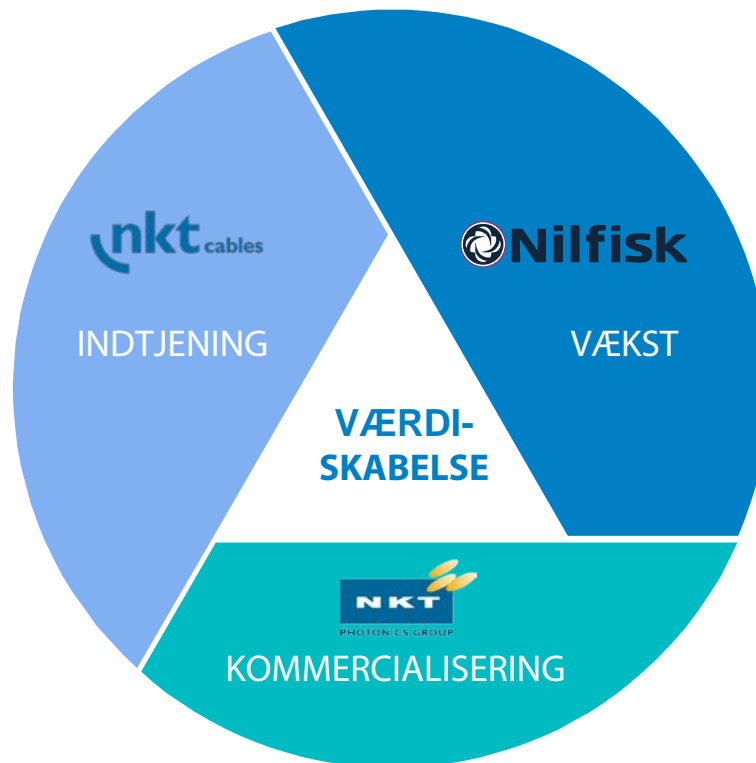 nkt cables
INDTJENING
Nilfisk
VÆKST
VÆRDI-
SKABELSE
NKT
PHOTONICS GROUP
KOMMERCIALISERING